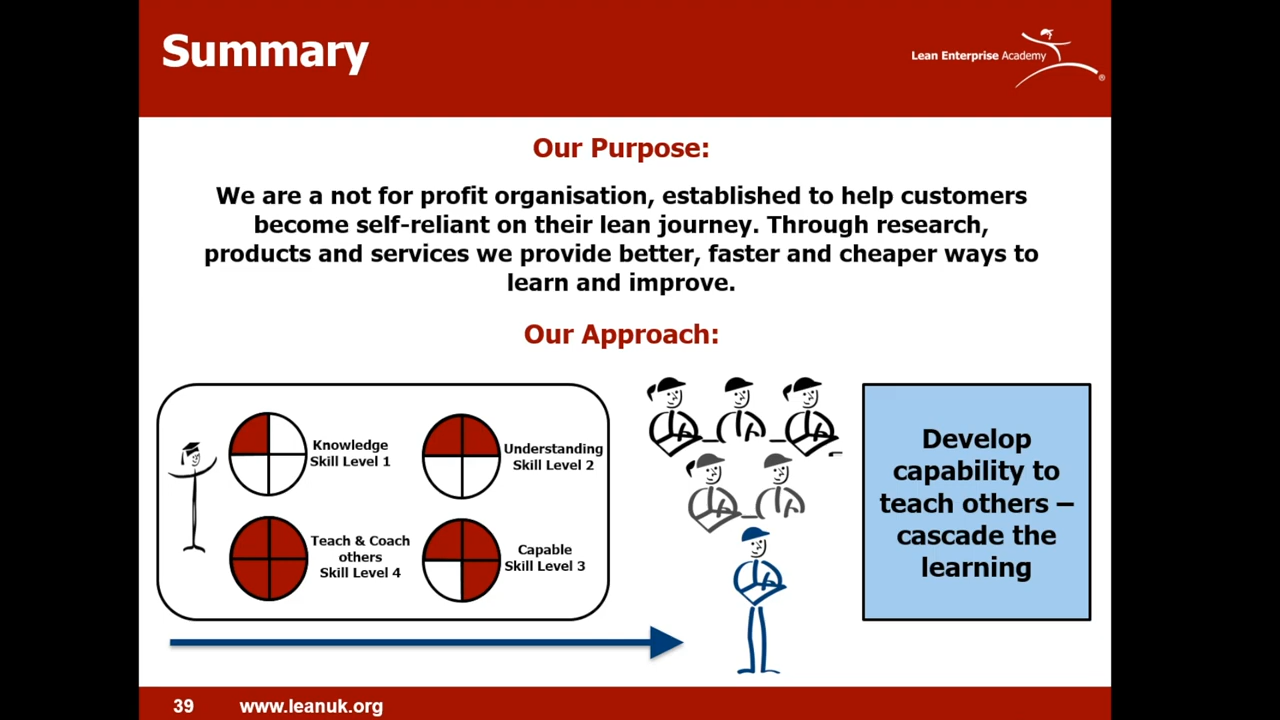 Summary
Lean Enterprise Academy
®
Our Purpose:
We are a not for profit organisation, established to help customers
become self-reliant on their lean journey. Through research,
products and services we provide better, faster and cheaper ways to
learn and improve.
Our Approach:
Knowledge
Skill Level 1
Understanding
Skill Level 2
Teach & Coach
others
Skill Level 4
Capable
Skill Level 3
Develop
capability to
teach others –
cascade the
learning
39
www.leanuk.org